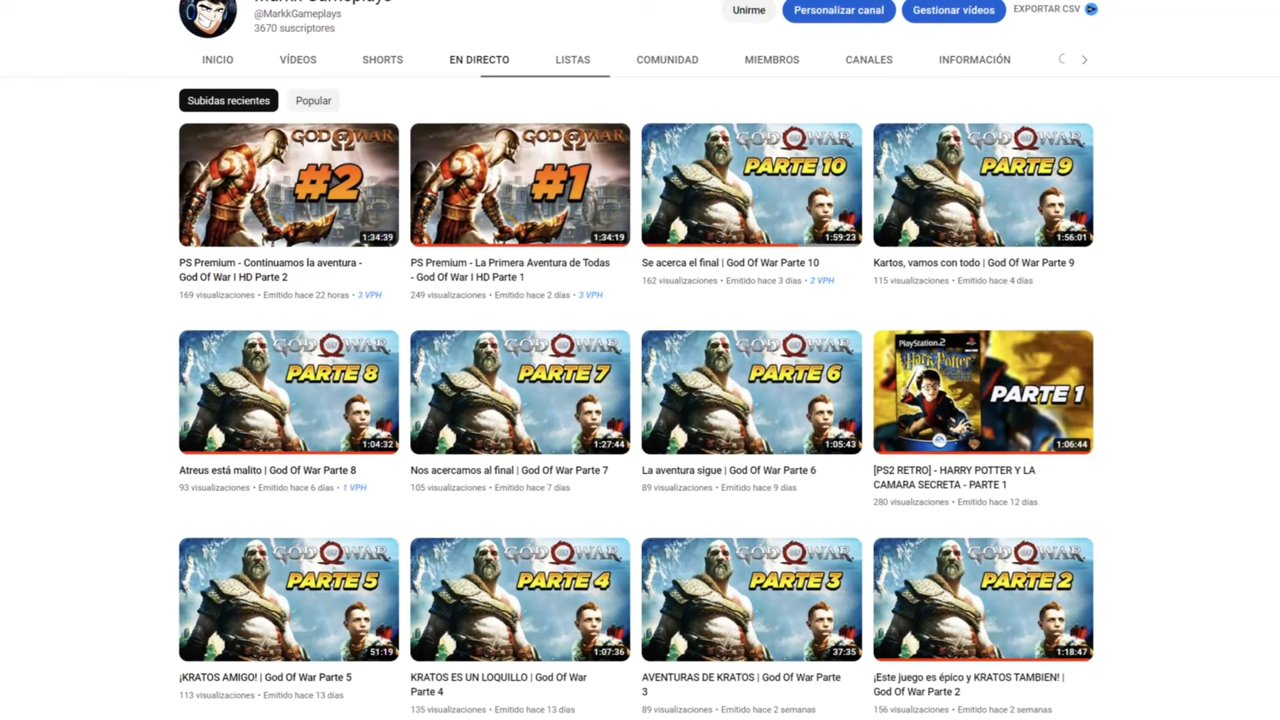 @MarkkGameplays
3670 suscriptores
Unirme
Personalizar canal
Gestionar vídeos
EXPORTAR CSV
INICIO
VÍDEOS
SHORTS
EN DIRECTO
LISTAS
COMUNIDAD
MIEMBROS
CANALES
INFORMACIÓN
Subidas recientes
Popular
GOD OF WAR
#2
1:34:39
GOD OF WAR
#1
1:34:19
GOD OF WAR
PARTE 10
1:59:23
GOD OF WAR
PARTE 9
1:56:01
PS Premium - Continuamos la aventura -
God Of War I HD Parte 2
169 visualizaciones • Emitido hace 22 horas • 3 VPH
PS Premium - La Primera Aventura de Todas
- God Of War I HD Parte 1
249 visualizaciones • Emitido hace 2 días • 3 VPH
Se acerca el final | God Of War Parte 10
162 visualizaciones • Emitido hace 3 días • 2 VPH
Kartos, vamos con todo | God Of War Parte 9
115 visualizaciones • Emitido hace 4 días
GOD OF WAR
PARTE 8
1:04:32
GOD OF WAR
PARTE 7
1:27:44
GOD OF WAR
PARTE 6
1:05:43
PlayStation.2
Harry Potter
EA
PARTE 1
1:06:44
Atreus está malito | God Of War Parte 8
93 visualizaciones • Emitido hace 6 días • 1 VPH
Nos acercamos al final | God Of War Parte 7
105 visualizaciones • Emitido hace 7 días
La aventura sigue | God Of War Parte 6
89 visualizaciones • Emitido hace 9 días
[PS2 RETRO] - HARRY POTTER Y LA
CAMARA SECRETA - PARTE 1
280 visualizaciones • Emitido hace 12 días
GOD OF WAR
PARTE 5
51:19
GOD OF WAR
PARTE 4
1:07:36
GOD OF WAR
PARTE 3
37:35
GOD OF WAR
PARTE 2
1:18:47
¡KRATOS AMIGO! | God Of War Parte 5
113 visualizaciones • Emitido hace 13 días
KRATOS ES UN LOQUILLO | God Of War
Parte 4
135 visualizaciones • Emitido hace 13 días
AVENTURAS DE KRATOS | God Of War Parte
3
89 visualizaciones • Emitido hace 2 semanas
¡Este juego es épico y KRATOS TAMBIEN! |
God Of War Parte 2
156 visualizaciones • Emitido hace 2 semanas